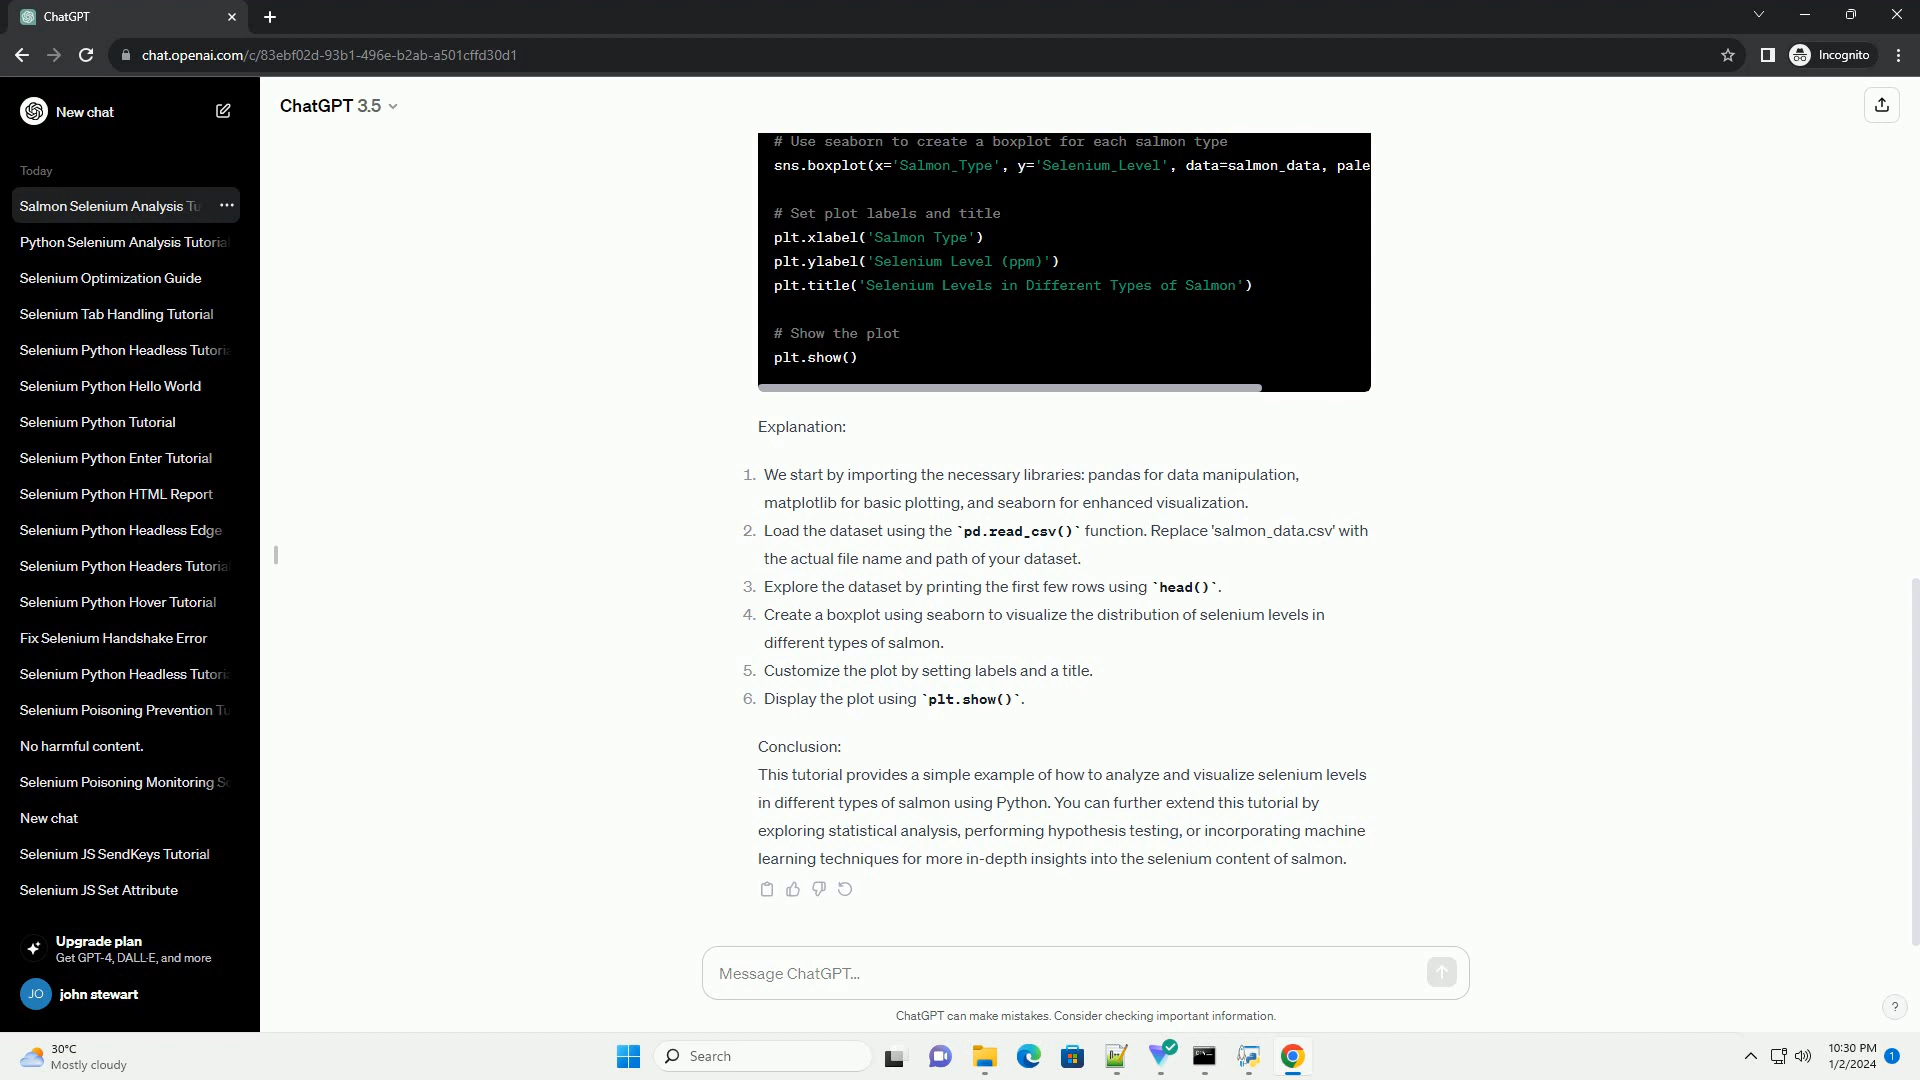 ChatGPT
chat.openai.com/c/83ebf02d-93b1-496e-b2ab-a501cffd30d1
Incognito
New chat
ChatGPT 3.5
Today
Salmon Selenium Analysis Tu
Python Selenium Analysis Tutoria
Selenium Optimization Guide
Selenium Tab Handling Tutorial
Selenium Python Headless Tutoria
Selenium Python Hello World
Selenium Python Tutorial
Selenium Python Enter Tutorial
Selenium Python HTML Report
Selenium Python Headless Edge
Selenium Python Headers Tutoria
Selenium Python Hover Tutorial
Fix Selenium Handshake Error
Selenium Python Headless Tutoria
Selenium Poisoning Prevention Tu
No harmful content.
Selenium Poisoning Monitoring Sc
New chat
Selenium JS SendKeys Tutorial
Selenium JS Set Attribute
Upgrade plan
Get GPT-4, DALL·E, and more
JO john stewart
# Use seaborn to create a boxplot for each salmon type
sns.boxplot(x='Salmon_Type', y='Selenium_Level', data=salmon_data, pale
# Set plot labels and title
plt.xlabel('Salmon Type')
plt.ylabel('Selenium Level (ppm)')
plt.title('Selenium Levels in Different Types of Salmon')
# Show the plot
plt.show()
Explanation:
1. We start by importing the necessary libraries: pandas for data manipulation,
matplotlib for basic plotting, and seaborn for enhanced visualization.
2. Load the dataset using the `pd.read_csv()` function. Replace 'salmon_data.csv' with
the actual file name and path of your dataset.
3. Explore the dataset by printing the first few rows using `head()`.
4. Create a boxplot using seaborn to visualize the distribution of selenium levels in
different types of salmon.
5. Customize the plot by setting labels and a title.
6. Display the plot using `plt.show()`.
Conclusion:
This tutorial provides a simple example of how to analyze and visualize selenium levels
in different types of salmon using Python. You can further extend this tutorial by
exploring statistical analysis, performing hypothesis testing, or incorporating machine
learning techniques for more in-depth insights into the selenium content of salmon.
Message ChatGPT...
ChatGPT can make mistakes. Consider checking important information.
?
30°C
Mostly cloudy
Search
10:30 PM
1/2/2024
1